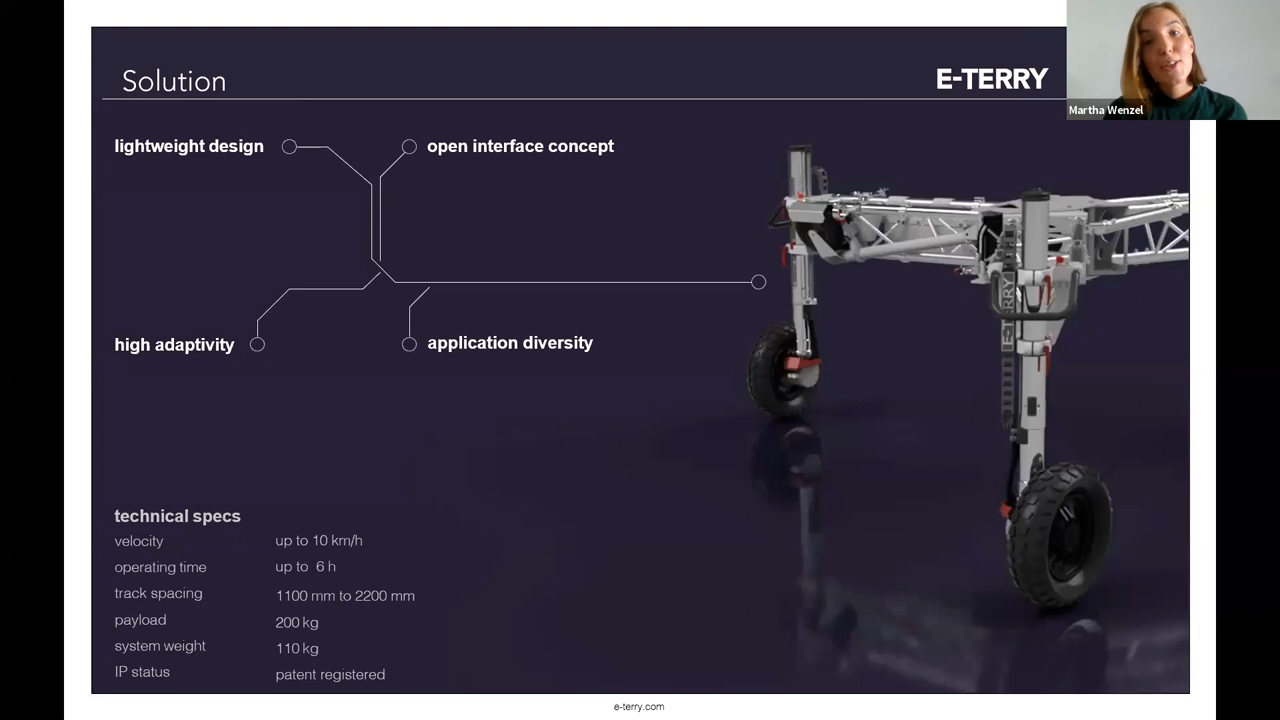 Solution
E-TERRY
Martha Wenzel
lightweight design
open interface concept
high adaptivity
application diversity
E-TERRY
technical specs
velocity up to 10 km/h
operating time up to 6 h
track spacing 1100 mm to 2200 mm
payload 200 kg
system weight 110 kg
IP status patent registered
e-terry.com